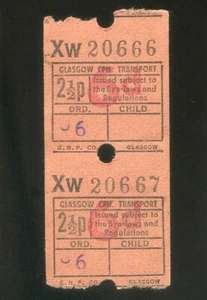 Xw 20666
GLASGOW CPN. TRANSPORT
2½p Issued subject to
the Bye-laws and
Regulations
ORD. CHILD
6
G.N.P. CO. GLASGOW
Xw 20667
GLASGOW CPN. TRANSPORT
2½p Issued subject to
the Bye-laws and
Regulations
ORD. CHILD
6
G.N.P. CO. GLASGOW